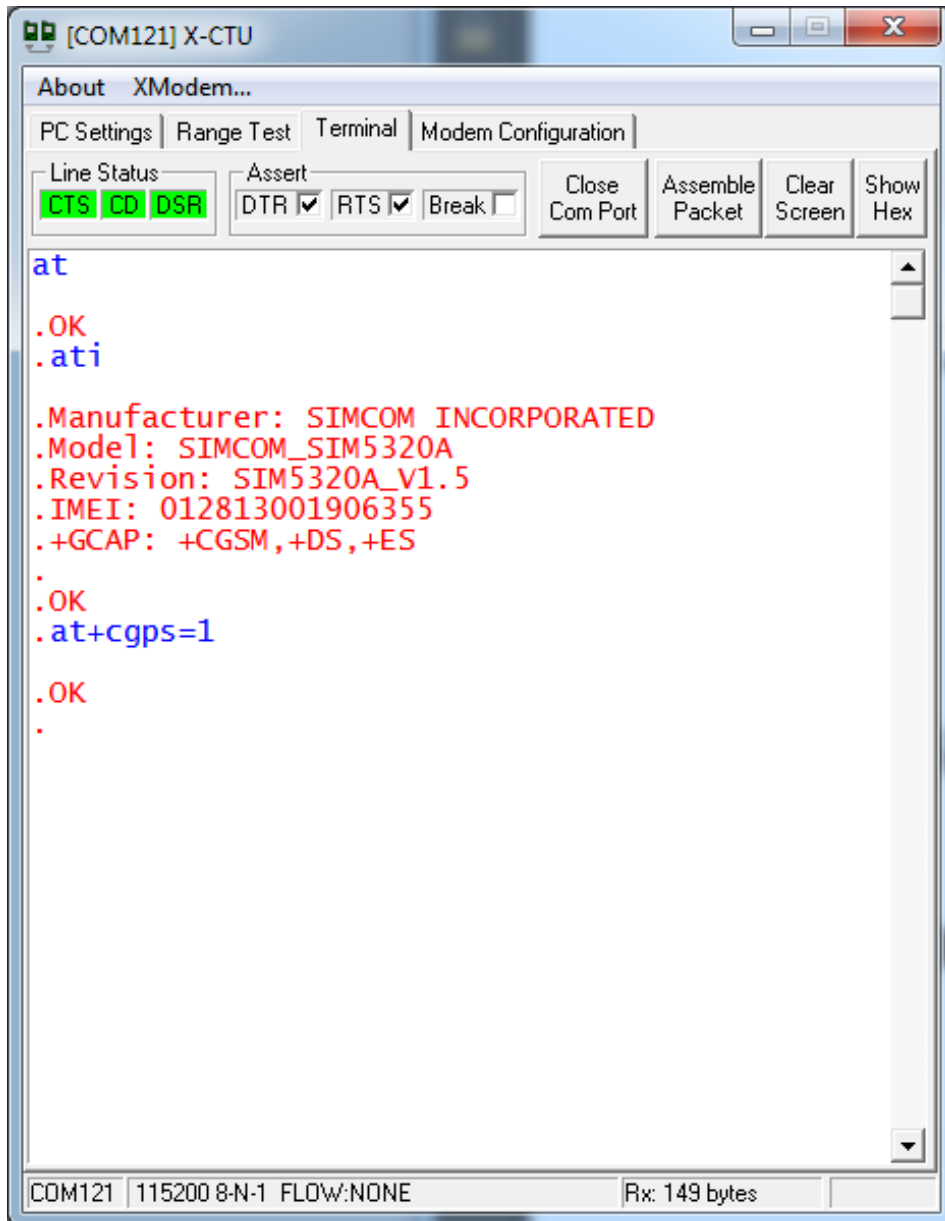 [COM121] X-CTU
About XModem...
PC Settings Range Test Terminal Modem Configuration
Line Status
CTS CD DSR
Assert
DTR RTS Break
Close
Com Port
Assemble
Packet
Clear
Screen
Show
Hex
at
.OK
.ati
.Manufacturer: SIMCOM INCORPORATED
.Model: SIMCOM_SIM5320A
.Revision: SIM5320A_V1.5
.IMEI: 012813001906355
.+GCAP: +CGSM,+DS,+ES
.
.OK
.at+cgps=1
.OK
.
COM121 115200 8-N-1 FLOW:NONE Rx: 149 bytes